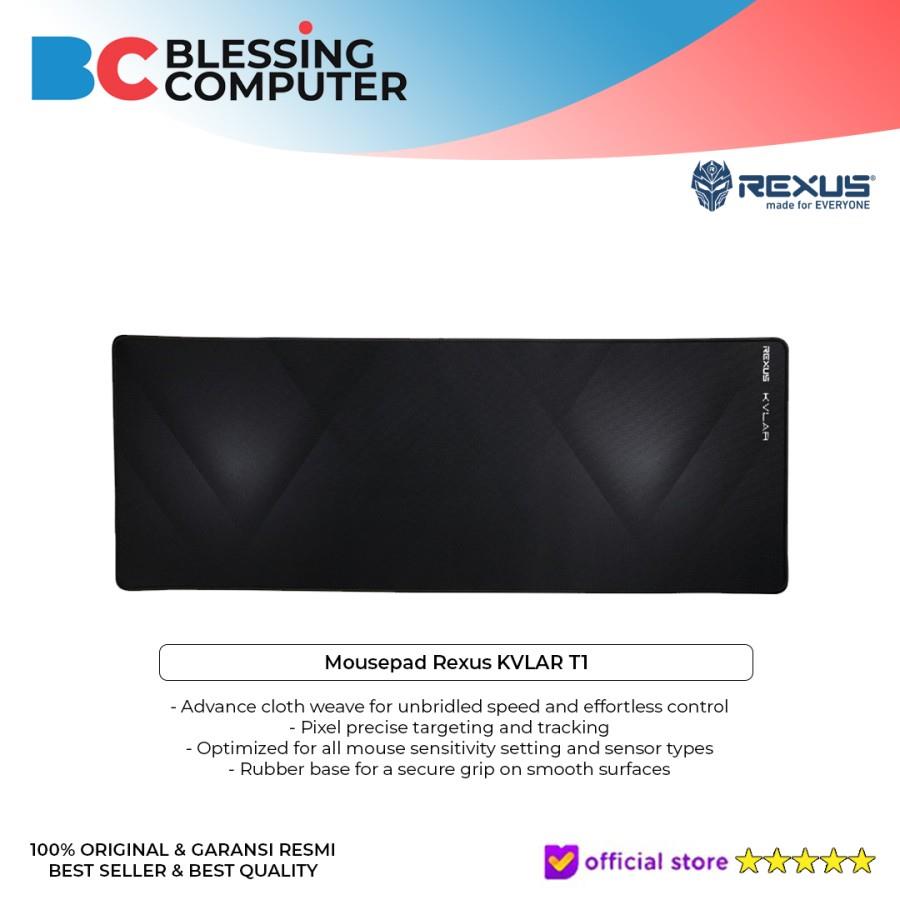 BC BLESSING
COMPUTER
REXUS®
made for EVERYONE
REXUS KVLAR
Mousepad Rexus KVLAR T1
- Advance cloth weave for unbridled speed and effortless control
- Pixel precise targeting and tracking
- Optimized for all mouse sensitivity setting and sensor types
- Rubber base for a secure grip on smooth surfaces
100% ORIGINAL & GARANSI RESMI
BEST SELLER & BEST QUALITY
official store